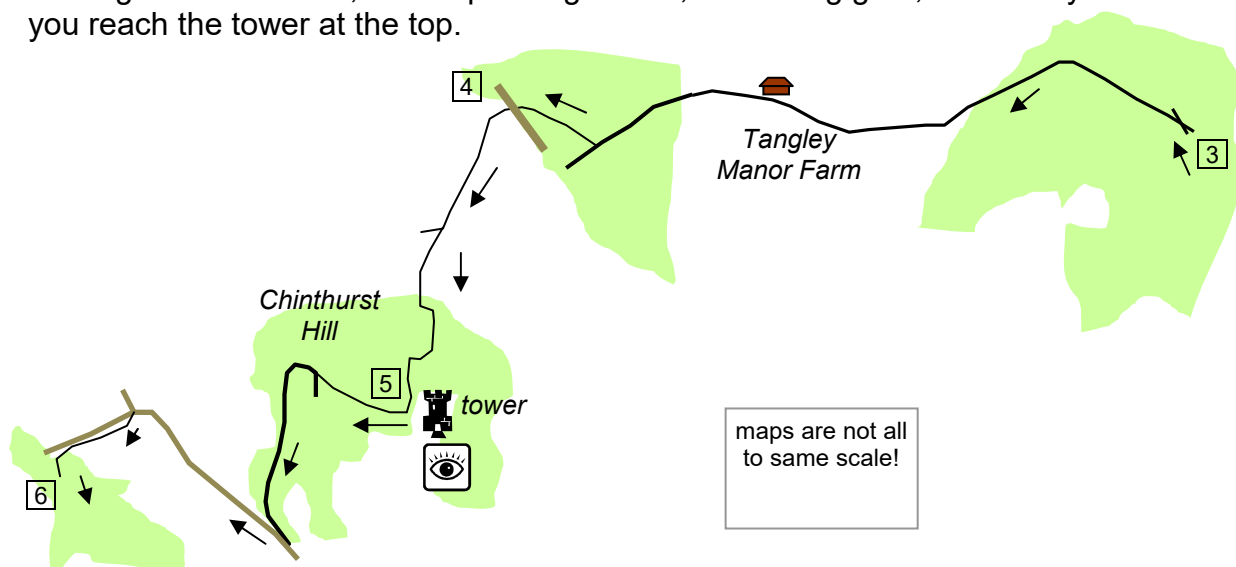 you reach the tower at the top.
4
Tangley
Manor Farm
3
Chinthurst
Hill
5
tower
maps are not all
to same scale!
6